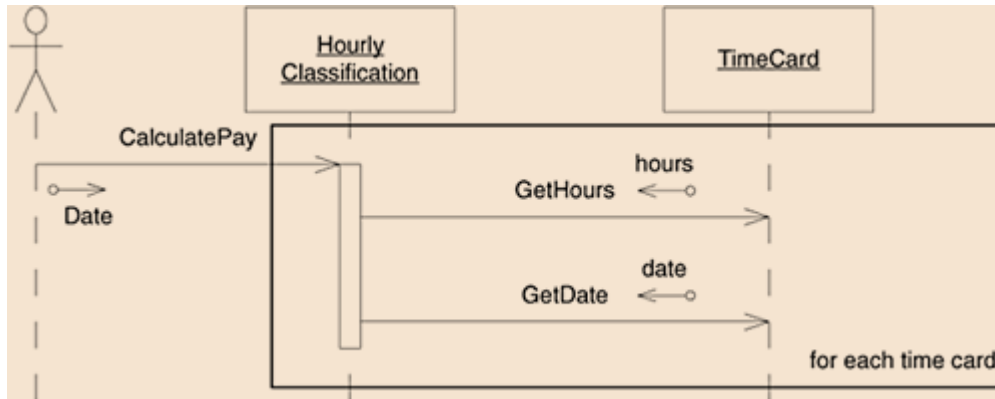 Hourly
Classification
TimeCard
CalculatePay
hours
GetHours
Date
date
GetDate
for each time card